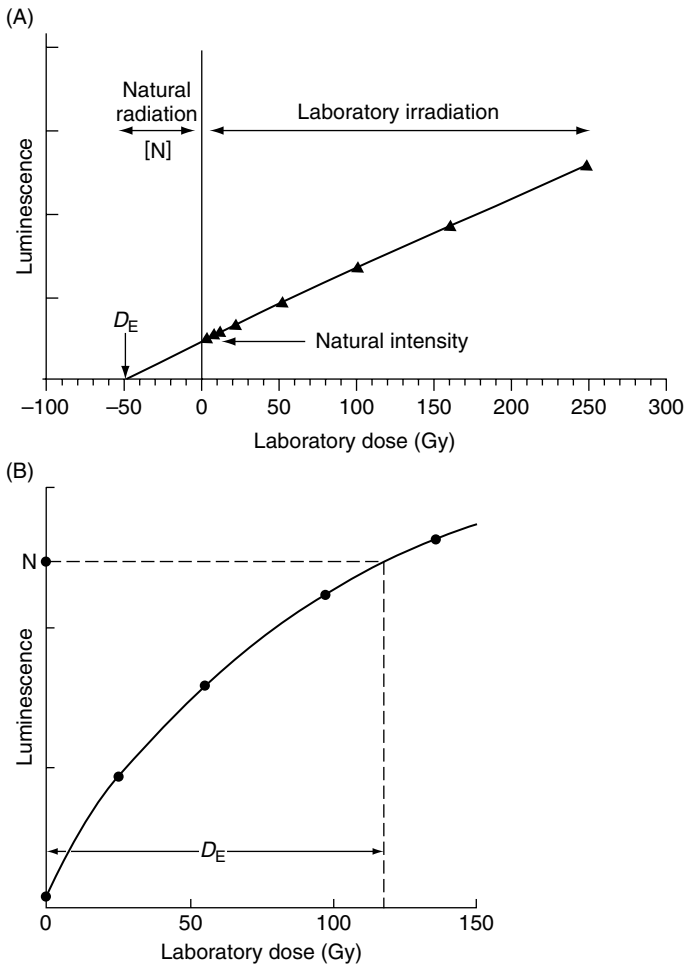 (A)
Natural
radiation
[N]
Laboratory irradiation
Luminescence
D_E
Natural intensity
–100 –50 0 50 100 150 200 250 300
Laboratory dose (Gy)
(B)
N
Luminescence
D_E
0 50 100 150
Laboratory dose (Gy)